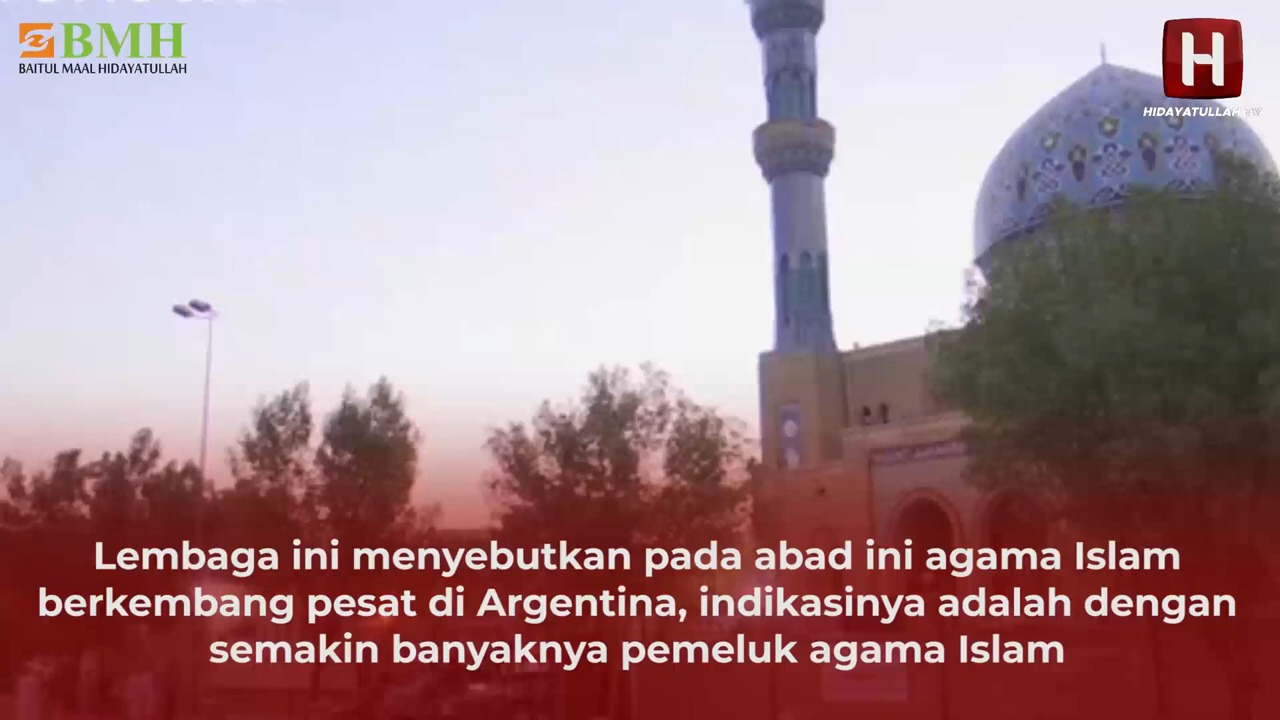 BMH
BAITUL MAAL HIDAYATULLAH
H
HIDAYATULLAH TV
Lembaga ini menyebutkan pada abad ini agama Islam
berkembang pesat di Argentina, indikasinya adalah dengan
semakin banyaknya pemeluk agama Islam